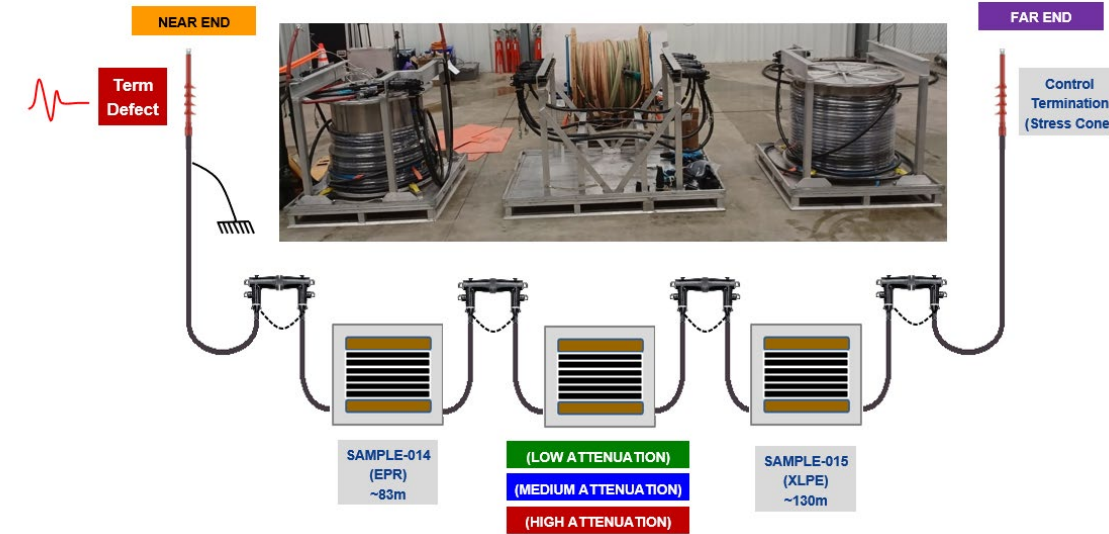 NEAR END
FAR END
Term
Defect
Control
Termination
(Stress Cone
SAMPLE-014
(EPR)
~83m
(LOW ATTENUATION)
(MEDIUM ATTENUATION)
(HIGH ATTENUATION)
SAMPLE-015
(XLPE)
~130m